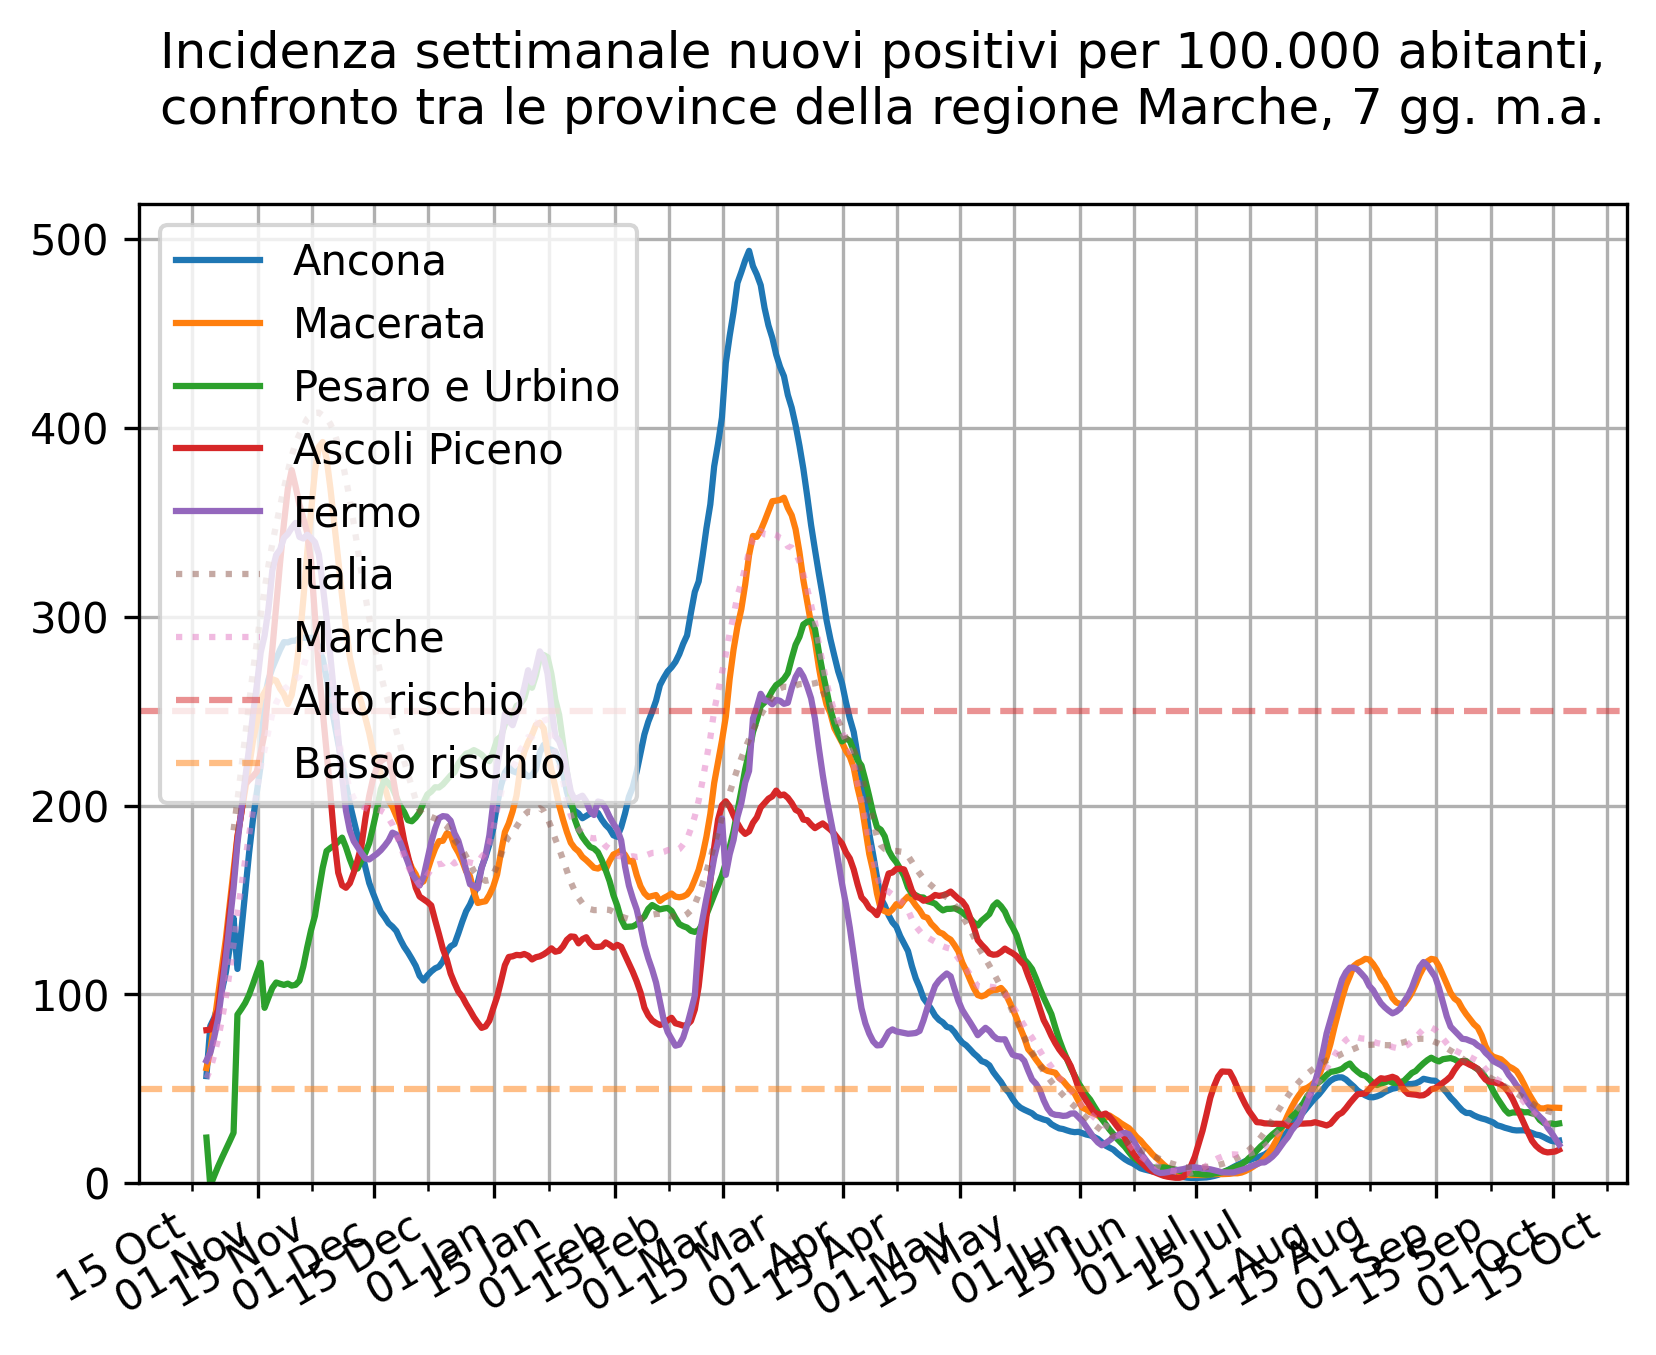 Incidenza settimanale nuovi positivi per 100.000 abitanti,
confronto tra le province della regione Marche, 7 gg. m.a.
500
400
300
200
100
0
Ancona
Macerata
Pesaro e Urbino
Ascoli Piceno
Fermo
Italia
Marche
Alto rischio
Basso rischio
15 Oct
01 Nov
15 Nov
01 Dec
15 Dec
01 Jan
15 Jan
01 Feb
15 Feb
01 Mar
15 Mar
01 Apr
15 Apr
01 May
15 May
01 Jun
15 Jun
01 Jul
15 Jul
01 Aug
15 Aug
01 Sep
15 Sep
01 Oct
15 Oct